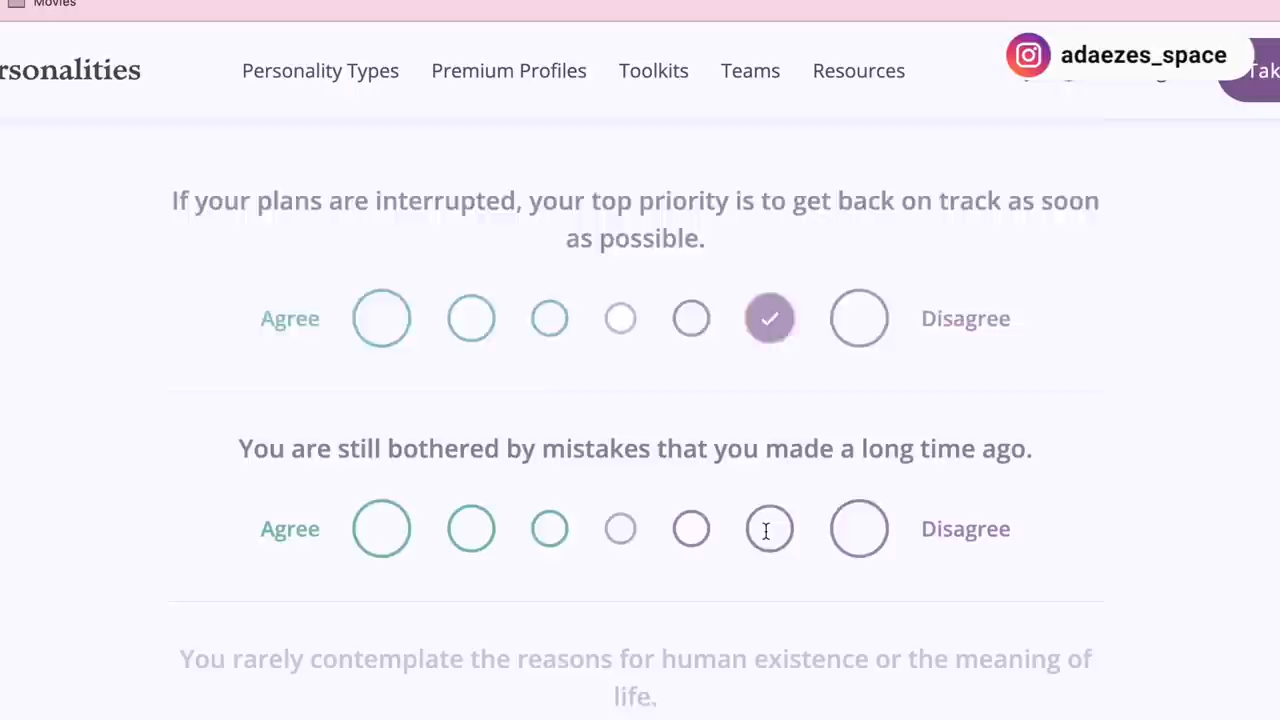 Movies
rsonalities
Personality Types Premium Profiles Toolkits Teams Resources
adaezes_space
Tak
If your plans are interrupted, your top priority is to get back on track as soon
as possible.
Agree Disagree
You are still bothered by mistakes that you made a long time ago.
Agree Disagree
You rarely contemplate the reasons for human existence or the meaning of
life.